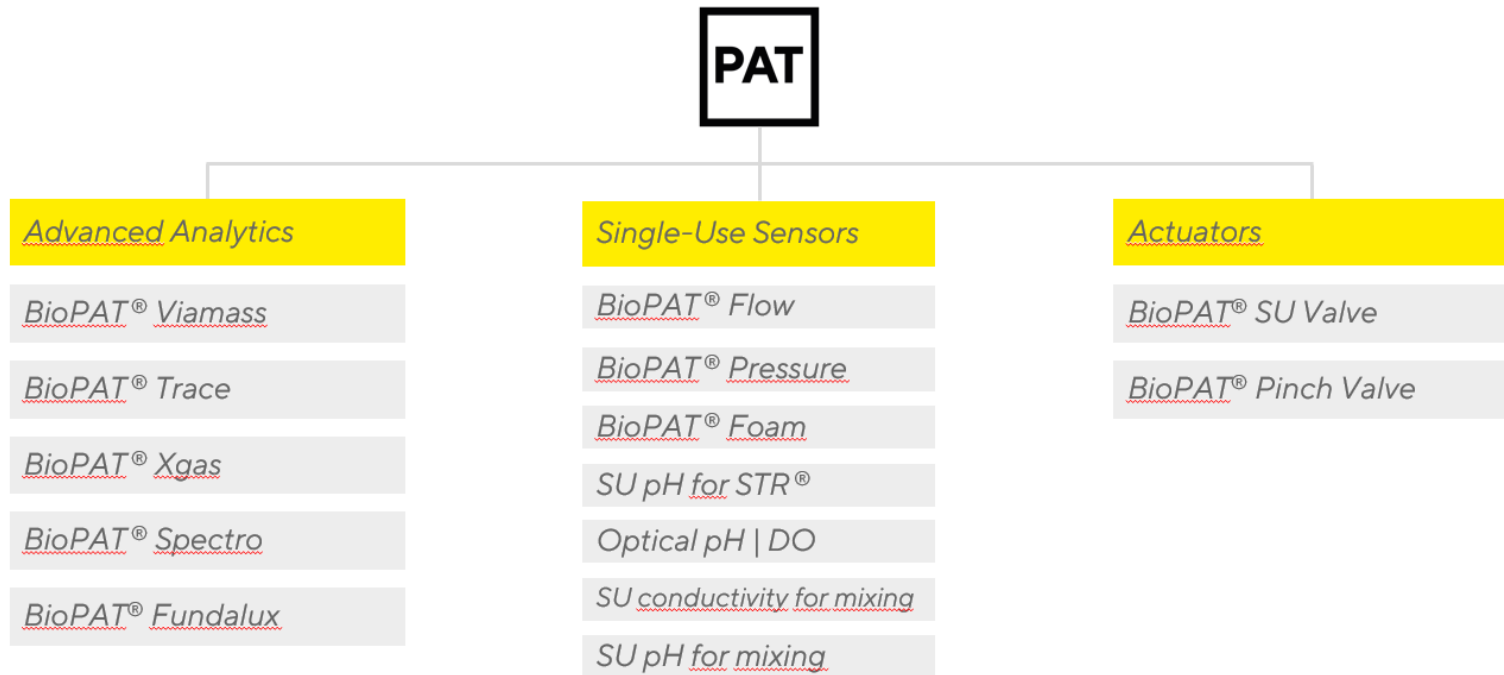 PAT
Advanced Analytics
BioPAT® Viamass
BioPAT® Trace
BioPAT® Xgas
BioPAT® Spectro
BioPAT® Fundalux
Single-Use Sensors
BioPAT® Flow
BioPAT® Pressure
BioPAT® Foam
SU pH for STR®
Optical pH | DO
SU conductivity for mixing
SU pH for mixing
Actuators
BioPAT® SU Valve
BioPAT® Pinch Valve